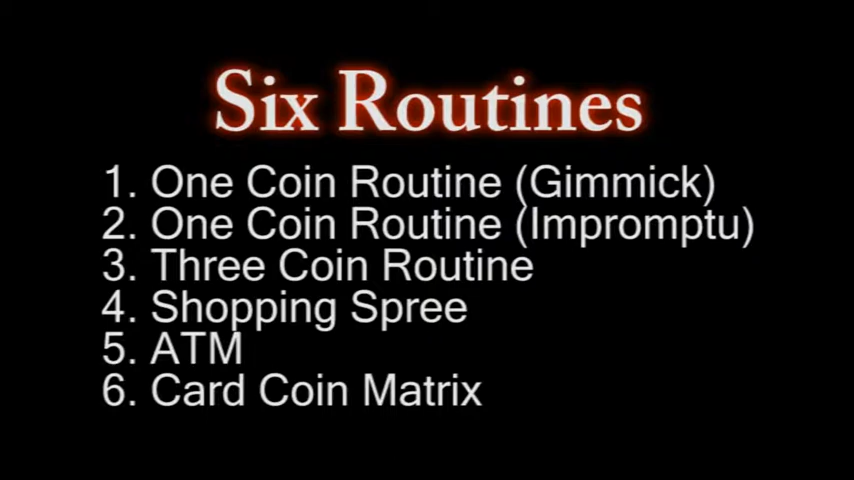 Six Routines
1. One Coin Routine (Gimmick)
2. One Coin Routine (Impromptu)
3. Three Coin Routine
4. Shopping Spree
5. ATM
6. Card Coin Matrix